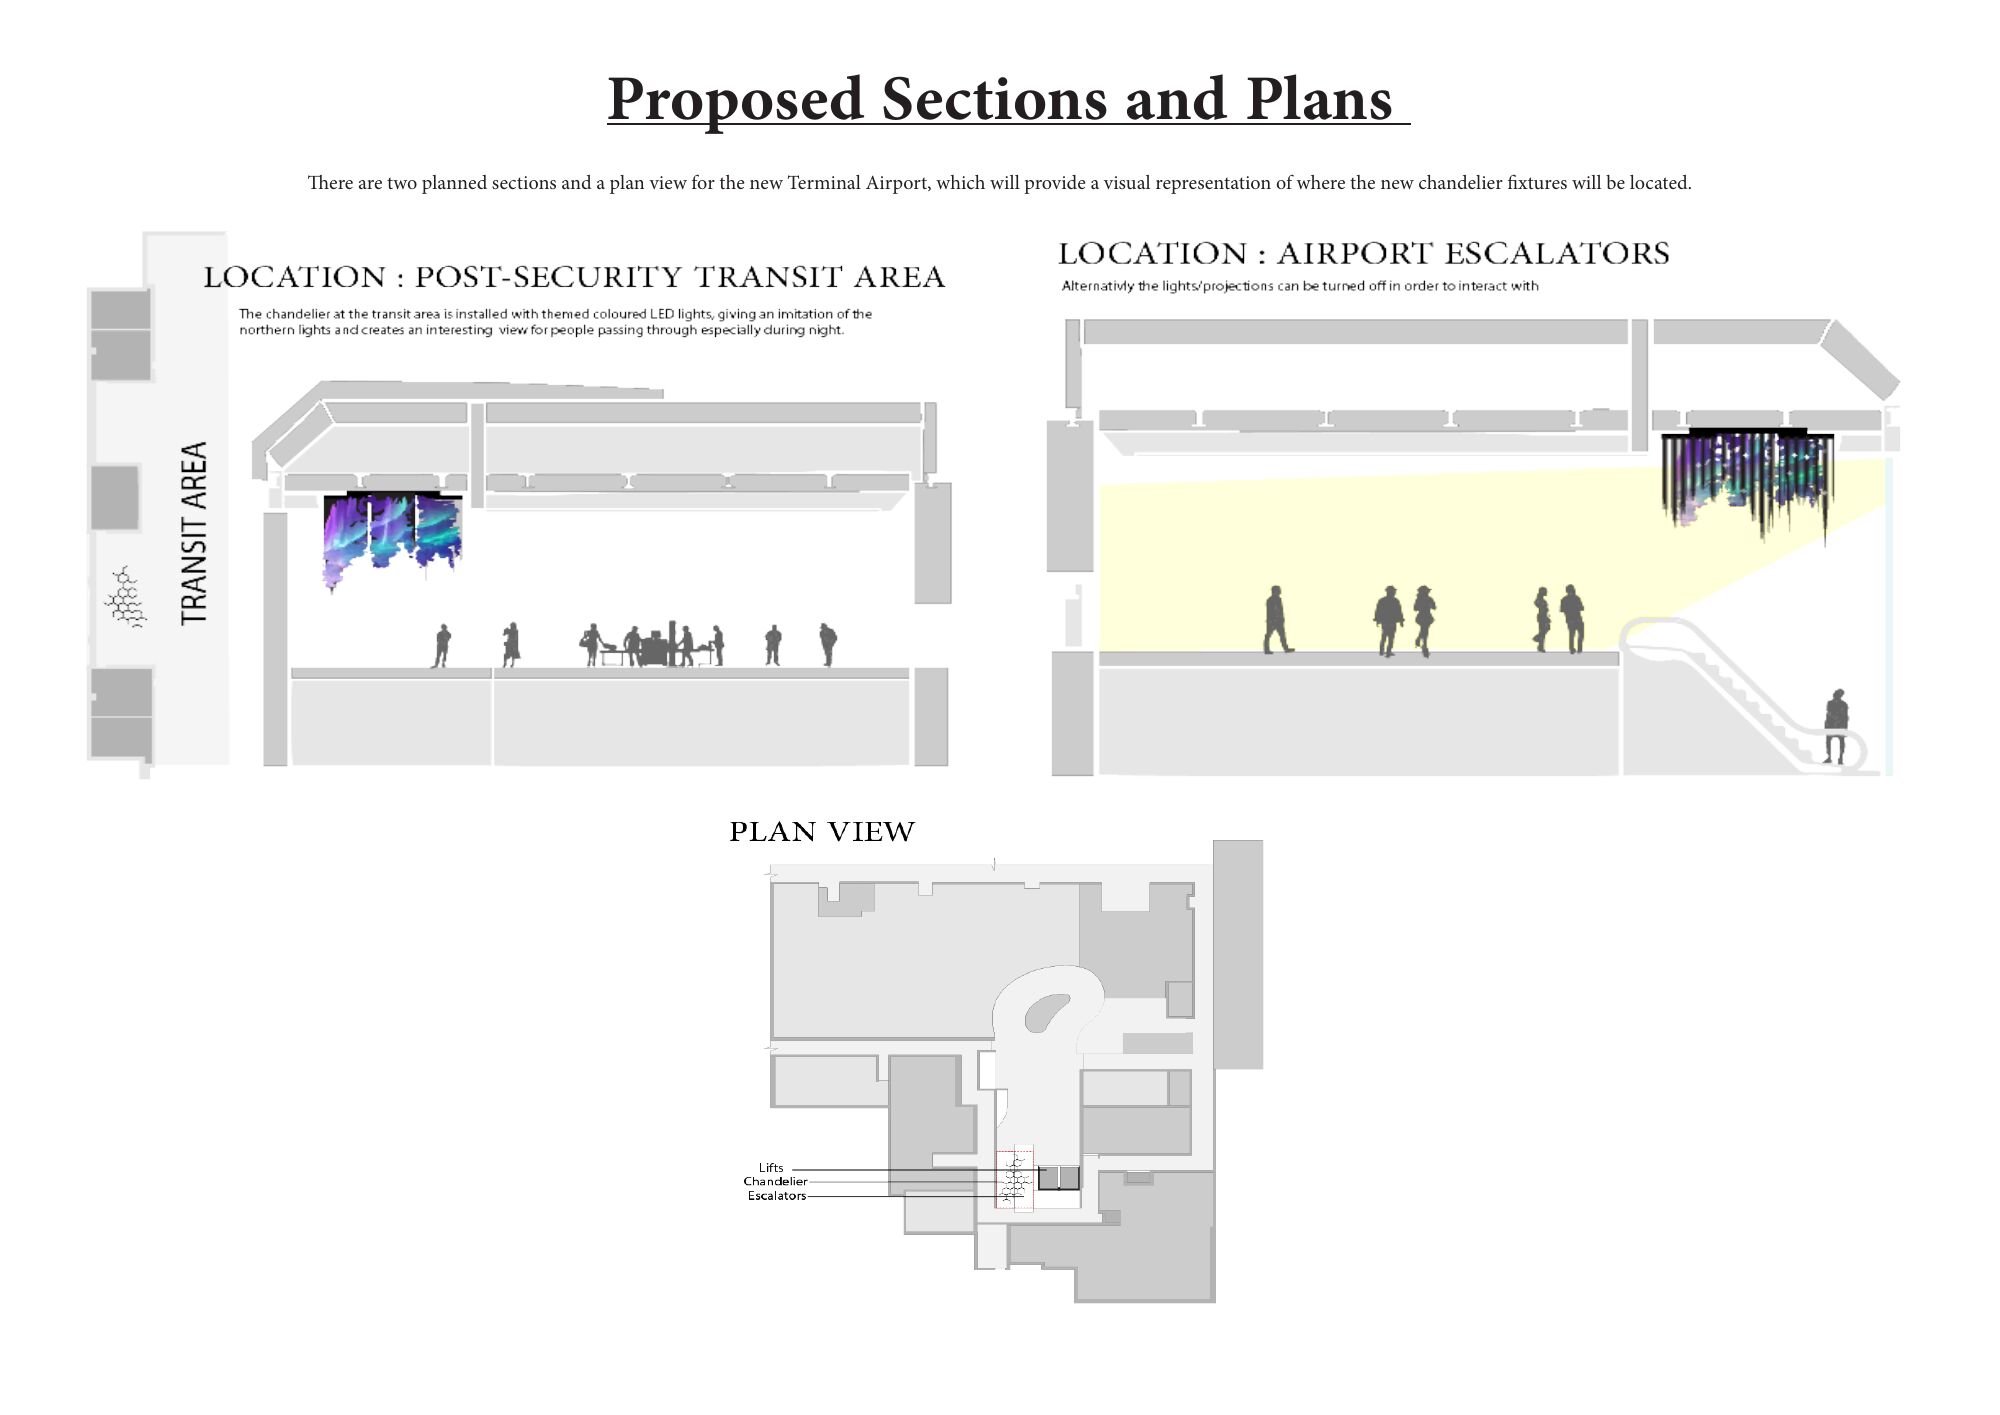 Proposed Sections and Plans
There are two planned sections and a plan view for the new Terminal Airport, which will provide a visual representation of where the new chandelier fixtures will be located.
LOCATION : POST-SECURITY TRANSIT AREA
The chandelier at the transit area is installed with themed coloured LED lights, giving an imitation of the
northern lights and creates an interesting view for people passing through especially during night.
TRANSIT AREA
LOCATION : AIRPORT ESCALATORS
Alternativly the lights/projections can be turned off in order to interact with
PLAN VIEW
Lifts
Chandelier
Escalators